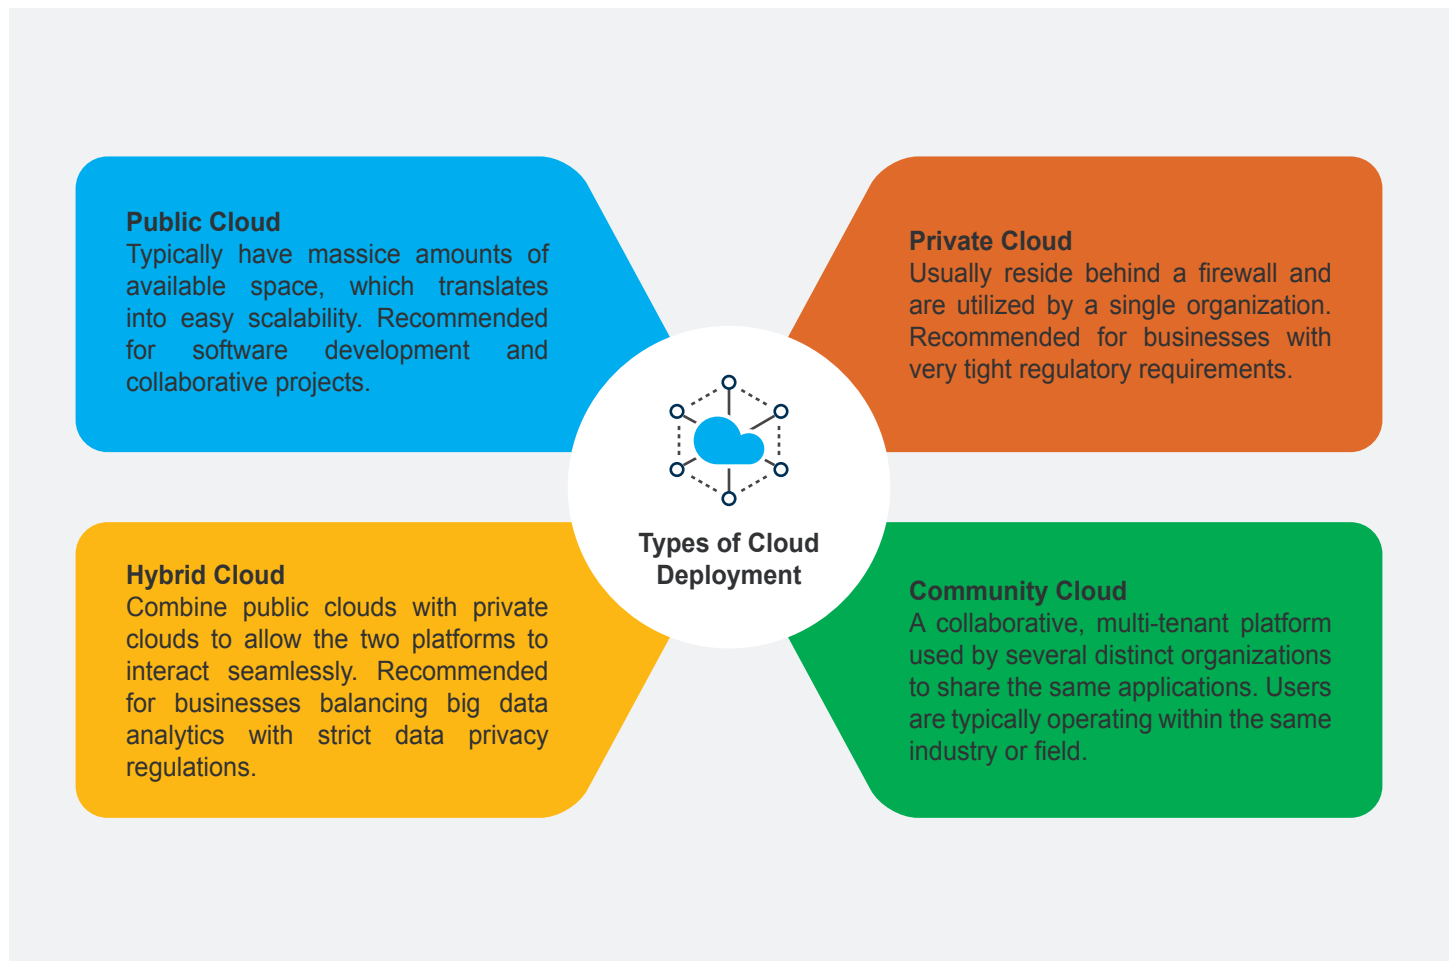 Public Cloud
Typically have massice amounts of
available space, which translates
into easy scalability. Recommended
for software development and
collaborative projects.
Private Cloud
Usually reside behind a firewall and
are utilized by a single organization.
Recommended for businesses with
very tight regulatory requirements.
Types of Cloud
Deployment
Hybrid Cloud
Combine public clouds with private
clouds to allow the two platforms to
interact seamlessly. Recommended
for businesses balancing big data
analytics with strict data privacy
regulations.
Community Cloud
A collaborative, multi-tenant platform
used by several distinct organizations
to share the same applications. Users
are typically operating within the same
industry or field.